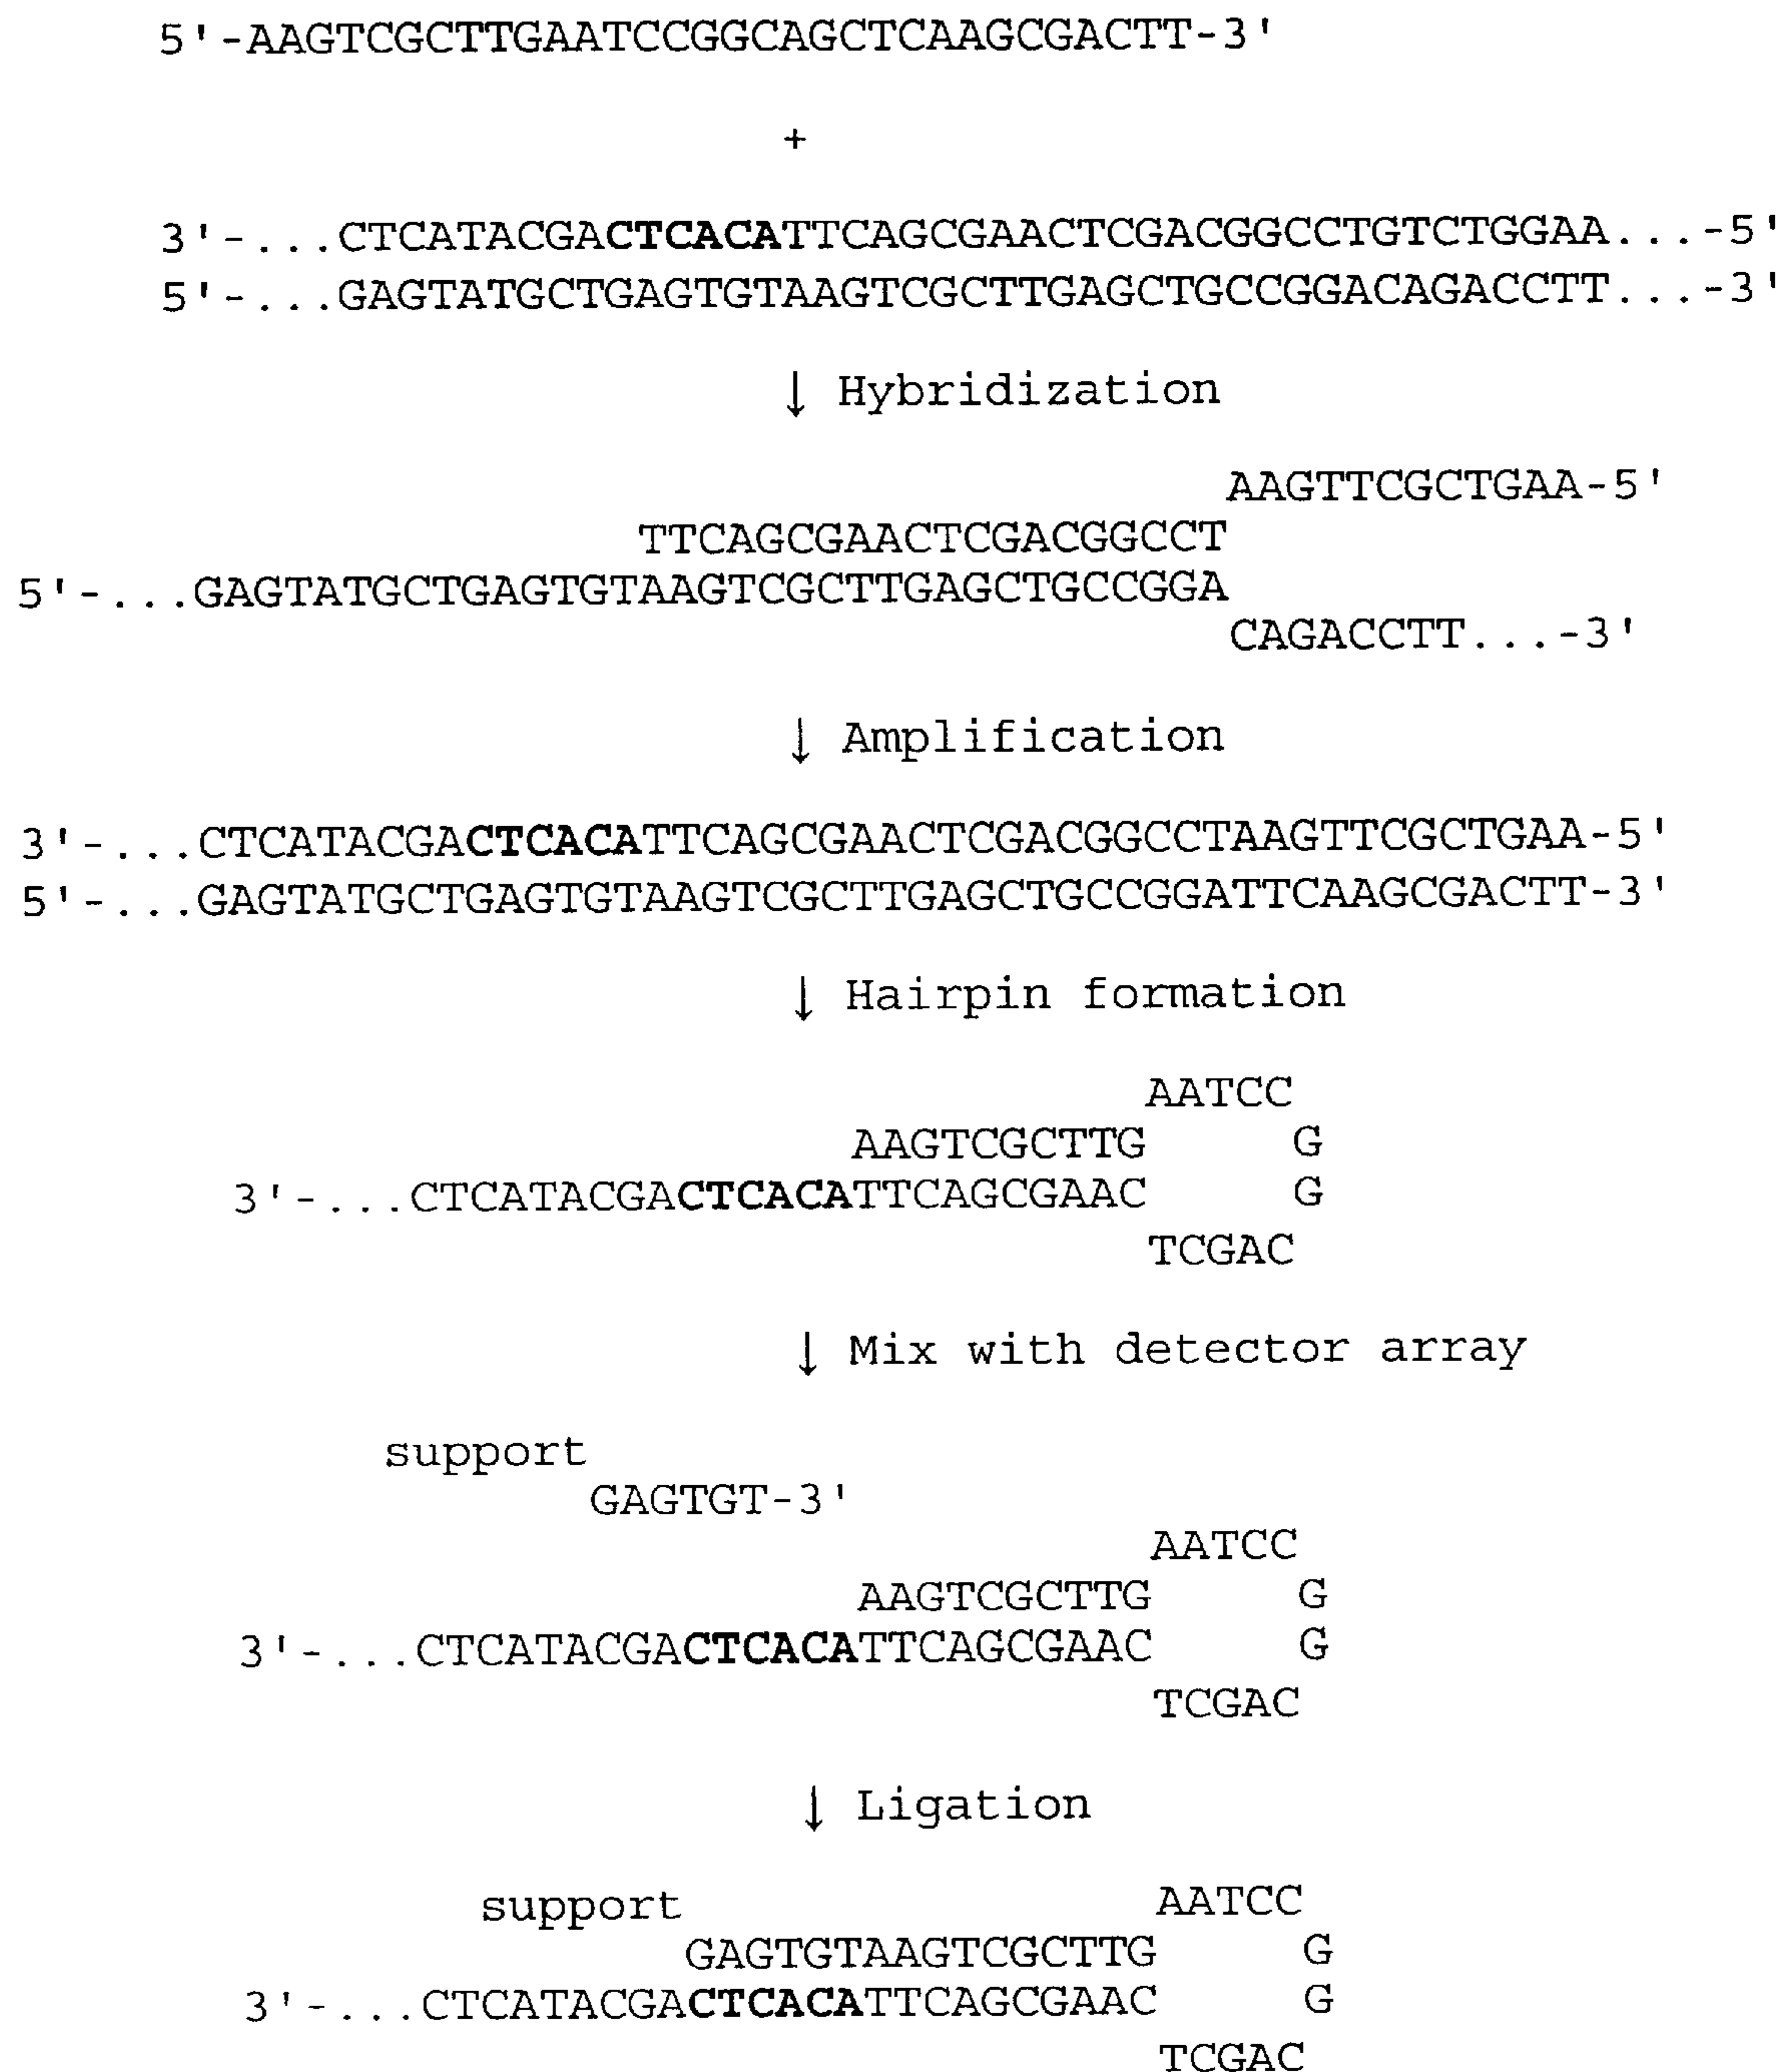 5'-AAGTCGCTTGAATCCGGCAGCTCAAGCGACTT-3'
+
3'-...CTCATACGACTCACATTCAGCGAACTCGACGGCCTGTCTGGAA...-5'
5'-...GAGTATGCTGAGTGTAAGTCGCTTGAGCTGCCGGACAGACCTT...-3'
↓ Hybridization
AAGTTCGCTGAA-5'
TTCAGCGAACTCGACGGCCT
5'-...GAGTATGCTGAGTGTAAGTCGCTTGAGCTGCCGGA
CAGACCTT...-3'
↓ Amplification
3'-...CTCATACGACTCACATTCAGCGAACTCGACGGCCTAAGTTCGCTGAA-5'
5'-...GAGTATGCTGAGTGTAAGTCGCTTGAGCTGCCGGATTCAAGCGACTT-3'
↓ Hairpin formation
AATCC
AAGTCGCTTG G
3'-...CTCATACGACTCACATTCAGCGAAC G
TCGAC
↓ Mix with detector array
support
GAGTGT-3'
AATCC
AAGTCGCTTG G
3'-...CTCATACGACTCACATTCAGCGAAC G
TCGAC
↓ Ligation
support AATCC
GAGTGTAAGTCGCTTG G
3'-...CTCATACGACTCACATTCAGCGAAC G
TCGAC